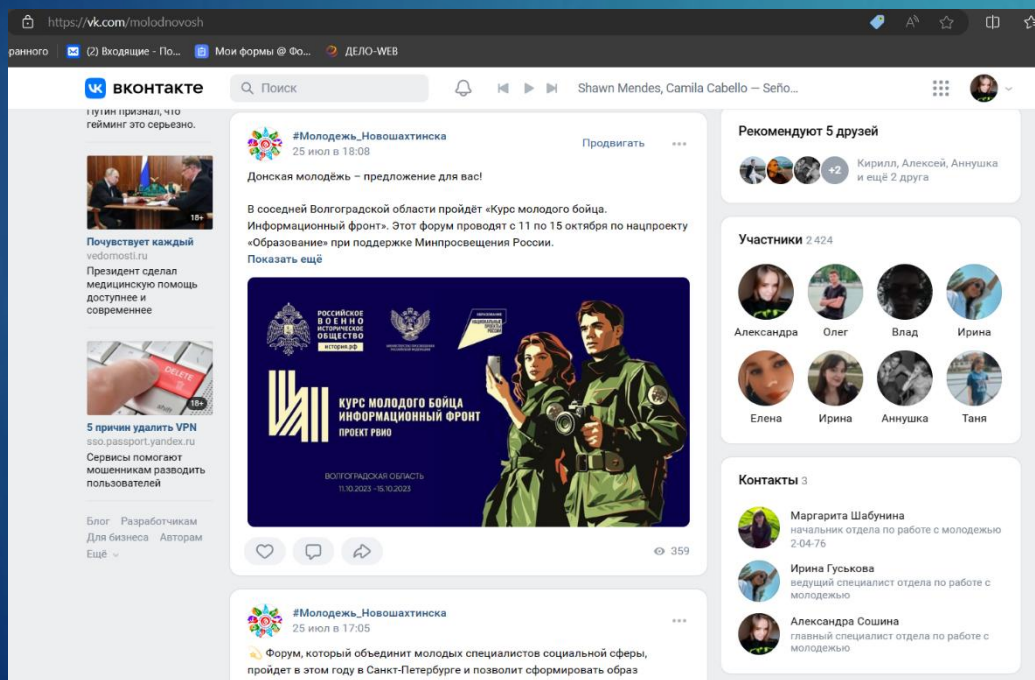 https://vk.com/molodnovosh
ранного
(2) Входящие - По...
Мои формы @ Фо...
ДЕЛО-WEB
ВКОНТАКТЕ
Поиск
Shawn Mendes, Camila Cabello — Seño...
Путин признал, что
гейминг это серьезно.
18+
Почувствует каждый
vedomosti.ru
Президент сделал
медицинскую помощь
доступнее и
современнее
DELETE
18+
5 причин удалить VPN
sso.passport.yandex.ru
Сервисы помогают
мошенникам разводить
пользователей
Блог Разработчикам
Для бизнеса Авторам
Ещё
#Молодежь_Новошахтинска
25 июл в 18:08
Продвигать
Донская молодёжь – предложение для вас!
В соседней Волгоградской области пройдёт «Курс молодого бойца.
Информационный фронт». Этот форум проводят с 11 по 15 октября по нацпроекту
«Образование» при поддержке Минпросвещения России.
Показать ещё
РОССИЙСКОЕ
ВОЕННО
ИСТОРИЧЕСКОЕ
ОБЩЕСТВО
история.рф
ОБРАЗОВАНИЕ
НАЦИОНАЛЬНЫЕ
ПРОЕКТЫ
РОССИИ
КУРС МОЛОДОГО БОЙЦА
ИНФОРМАЦИОННЫЙ ФРОНТ
ПРОЕКТ РВИО
ВОЛГОГРАДСКАЯ ОБЛАСТЬ
11.10.2023 –15.10.2023
359
#Молодежь_Новошахтинска
25 июл в 17:05
Форум, который объединит молодых специалистов социальной сферы,
пройдет в этом году в Санкт-Петербурге и позволит сформировать образ
Рекомендуют 5 друзей
+2
Кирилл, Алексей, Аннушка
и ещё 2 друга
Участники 2 424
Александра Олег Влад Ирина
Елена Ирина Аннушка Таня
Контакты 3
Маргарита Шабунина
начальник отдела по работе с молодежью
2-04-76
Ирина Гуськова
ведущий специалист отдела по работе с
молодежью
Александра Сошина
главный специалист отдела по работе с
молодежью